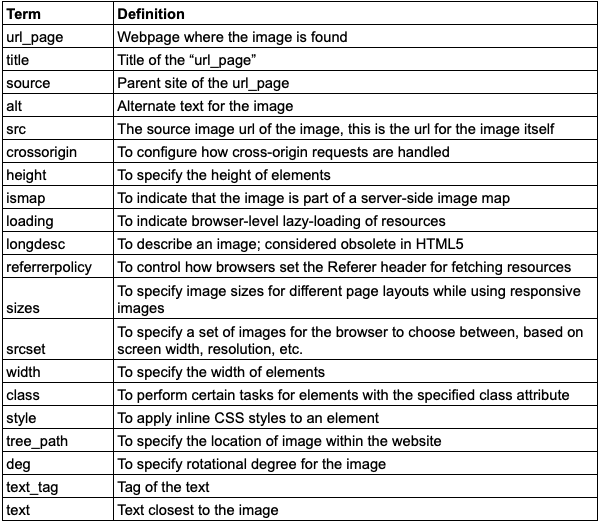 Term Definition
url_page Webpage where the image is found
title Title of the “url_page”
source Parent site of the url_page
alt Alternate text for the image
src The source image url of the image, this is the url for the image itself
crossorigin To configure how cross-origin requests are handled
height To specify the height of elements
ismap To indicate that the image is part of a server-side image map
loading To indicate browser-level lazy-loading of resources
longdesc To describe an image; considered obsolete in HTML5
referrerpolicy To control how browsers set the Referer header for fetching resources
sizes To specify image sizes for different page layouts while using responsive
images
srcset To specify a set of images for the browser to choose between, based on
screen width, resolution, etc.
width To specify the width of elements
class To perform certain tasks for elements with the specified class attribute
style To apply inline CSS styles to an element
tree_path To specify the location of image within the website
deg To specify rotational degree for the image
text_tag Tag of the text
text Text closest to the image